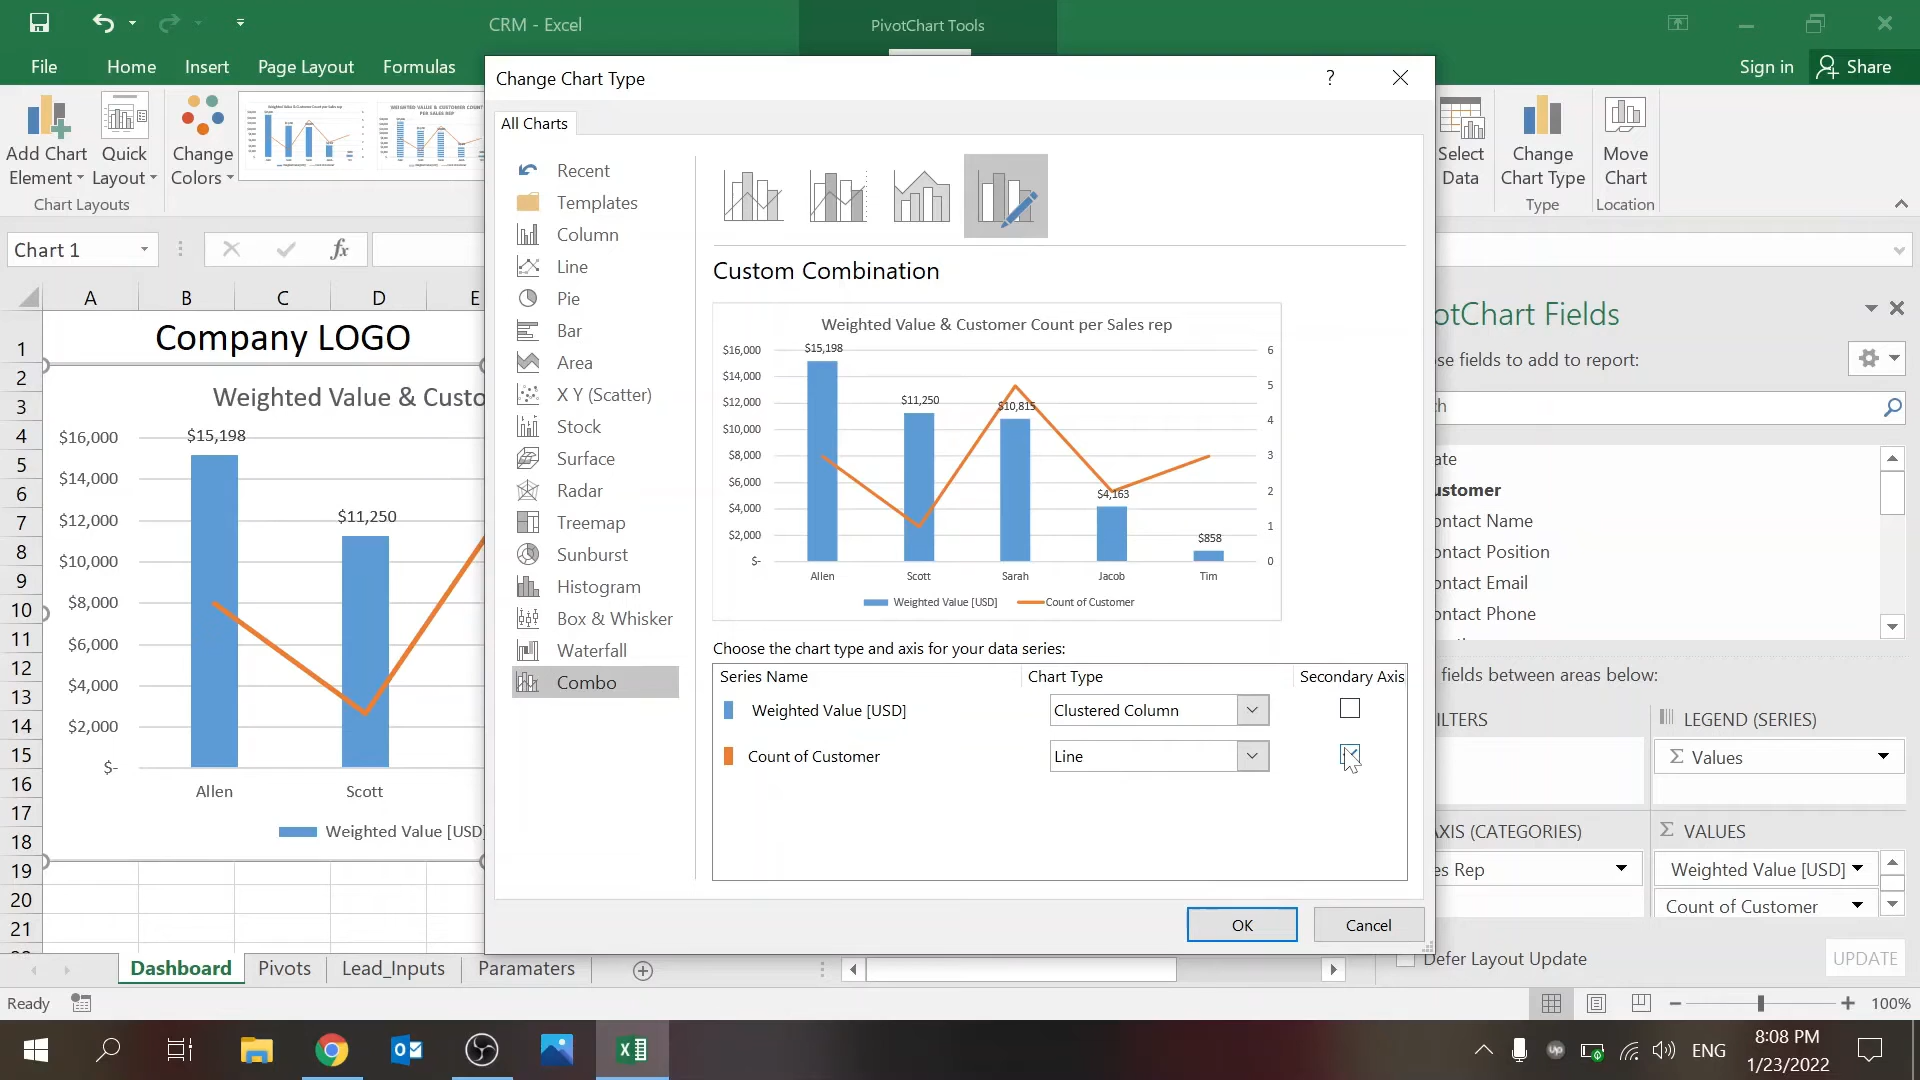 CRM - Excel
PivotChart Tools
File
Home
Insert
Page Layout
Formulas
Sign in
Share
Add Chart
Element
Quick
Layout
Change
Colors
Select
Data
Change
Chart Type
Move
Chart
Chart Layouts
Type
Location
Chart 1
fx
A
B
C
D
E
1
2
3
4
5
6
7
8
9
10
11
12
13
14
15
16
17
18
19
20
21
Company LOGO
Weighted Value & Custo
$16,000
$14,000
$12,000
$10,000
$8,000
$6,000
$4,000
$2,000
$-
$15,198
$11,250
Allen
Scott
Weighted Value [USD]
Change Chart Type
?
All Charts
Recent
Templates
Column
Line
Pie
Bar
Area
X Y (Scatter)
Stock
Surface
Radar
Treemap
Sunburst
Histogram
Box & Whisker
Waterfall
Combo
Custom Combination
Weighted Value & Customer Count per Sales rep
$16,000
$14,000
$12,000
$10,000
$8,000
$6,000
$4,000
$2,000
$-
$15,198
$11,250
$10,815
$4,163
$858
6
5
4
3
2
1
0
Allen
Scott
Sarah
Jacob
Tim
Weighted Value [USD]
Count of Customer
Choose the chart type and axis for your data series:
Series Name
Chart Type
Secondary Axis
Weighted Value [USD]
Clustered Column
Count of Customer
Line
OK
Cancel
otChart Fields
se fields to add to report:
h
ate
ustomer
ontact Name
ontact Position
ontact Email
ontact Phone
fields between areas below:
ILTERS
LEGEND (SERIES)
Σ Values
AXIS (CATEGORIES)
Σ VALUES
es Rep
Weighted Value [USD]
Count of Customer
Defer Layout Update
UPDATE
Dashboard
Pivots
Lead_Inputs
Paramaters
Ready
100%
ENG
8:08 PM
1/23/2022